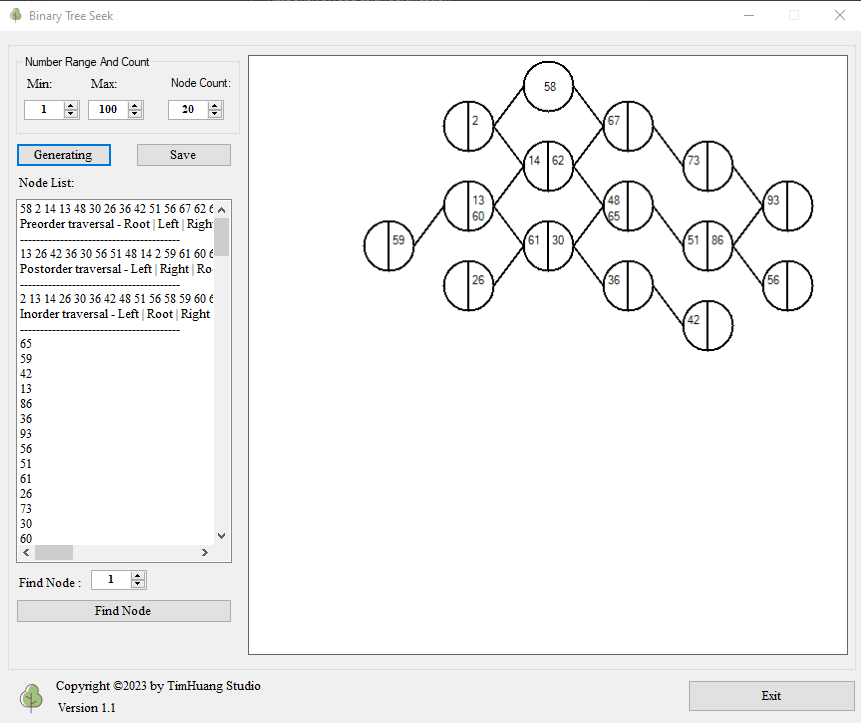 Binary Tree Seek
Number Range And Count
Min: Max: Node Count:
1 100 20
Generating Save
Node List:
58 2 14 13 48 30 26 36 42 51 56 67 62 6
Preorder traversal - Root | Left | Righ
-----------------------------------------
13 26 42 36 30 56 51 48 14 2 59 61 60 6
Postorder traversal - Left | Right | Ro
-----------------------------------------
2 13 14 26 30 36 42 48 51 56 58 59 60 6
Inorder traversal - Left | Root | Right
-----------------------------------------
65
59
42
13
86
36
93
56
51
61
26
73
30
60
Find Node : 1
Find Node
58
2 67
14 62 73
13 48 93
60 65
59 61 30 51 86
26 36 56
42
Copyright ©2023 by TimHuang Studio
Version 1.1
Exit